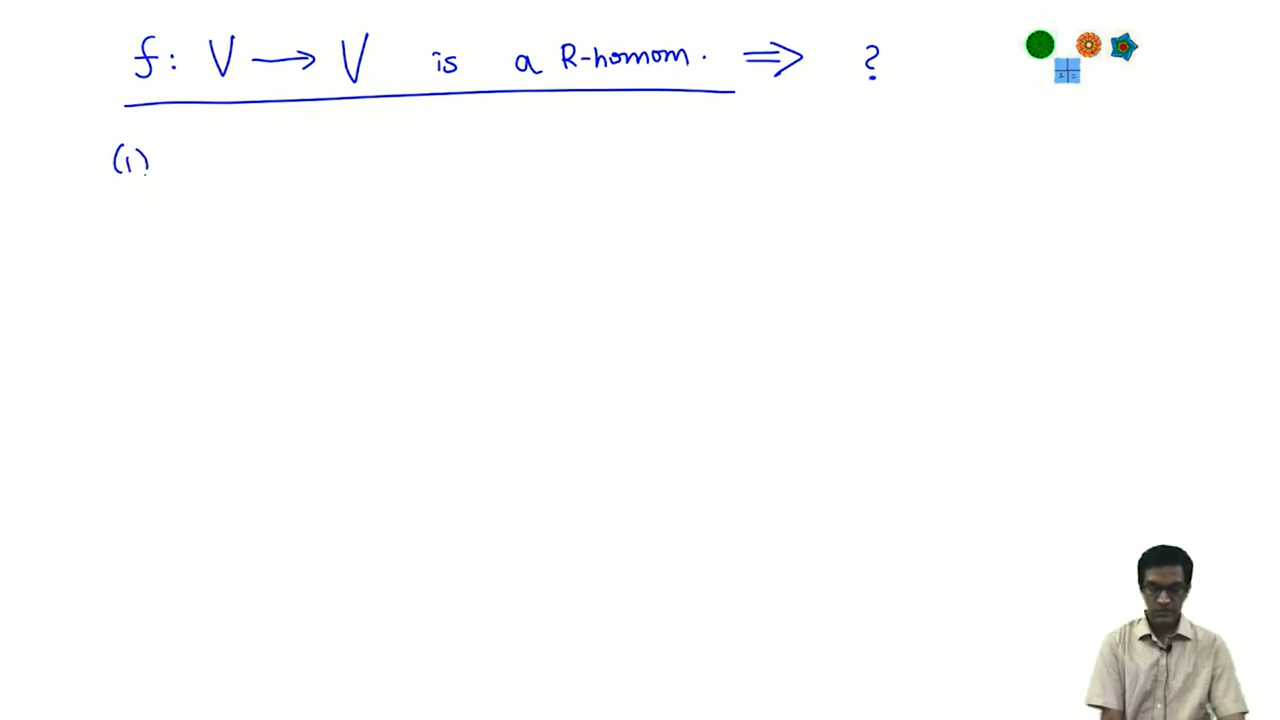 f: V → V is a R-homom. ⇒ ?
(1)